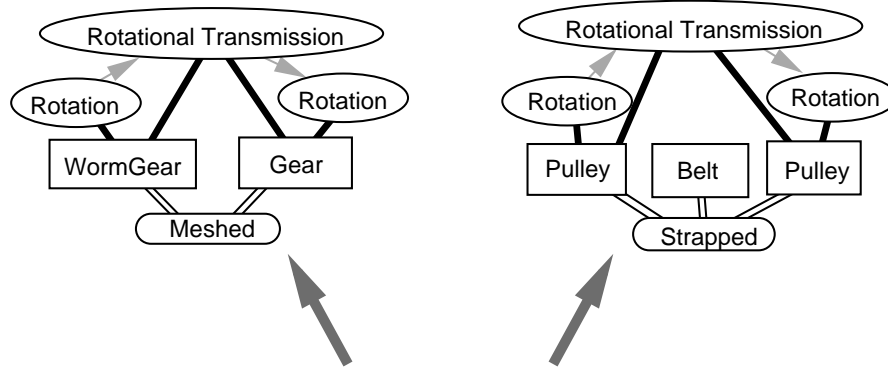 Rotational Transmission
Rotation
Rotation
WormGear
Gear
Meshed
Rotational Transmission
Rotation
Rotation
Pulley
Belt
Pulley
Strapped